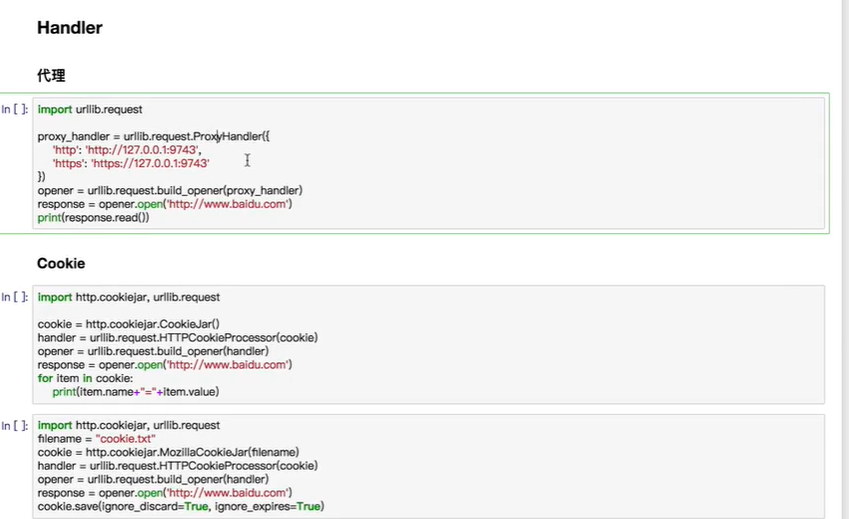 Handler
代理
In [ ]:
import urllib.request
proxy_handler = urllib.request.ProxyHandler({
'http': 'http://127.0.0.1:9743',
'https': 'https://127.0.0.1:9743'
})
opener = urllib.request.build_opener(proxy_handler)
response = opener.open('http://www.baidu.com')
print(response.read())
Cookie
In [ ]:
import http.cookiejar, urllib.request
cookie = http.cookiejar.CookieJar()
handler = urllib.request.HTTPCookieProcessor(cookie)
opener = urllib.request.build_opener(handler)
response = opener.open('http://www.baidu.com')
for item in cookie:
print(item.name+"="+item.value)
In [ ]:
import http.cookiejar, urllib.request
filename = "cookie.txt"
cookie = http.cookiejar.MozillaCookieJar(filename)
handler = urllib.request.HTTPCookieProcessor(cookie)
opener = urllib.request.build_opener(handler)
response = opener.open('http://www.baidu.com')
cookie.save(ignore_discard=True, ignore_expires=True)